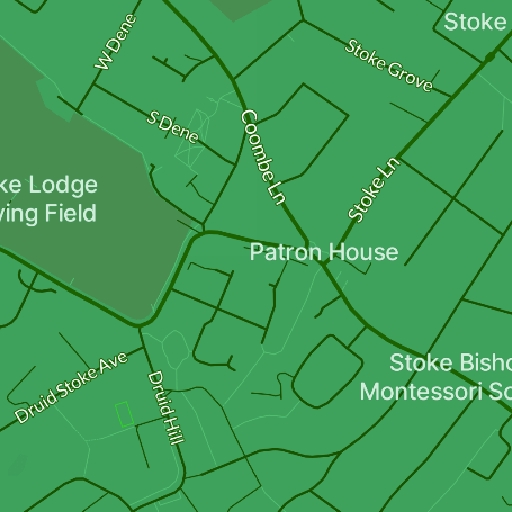 Stoke
W Dene
Stoke Grove
S Dene
Coombe Ln
Stoke Ln
ke Lodge
ying Field
Patron House
Stoke Bisho
Montessori Sc
Druid Stoke Ave
Druid Hill